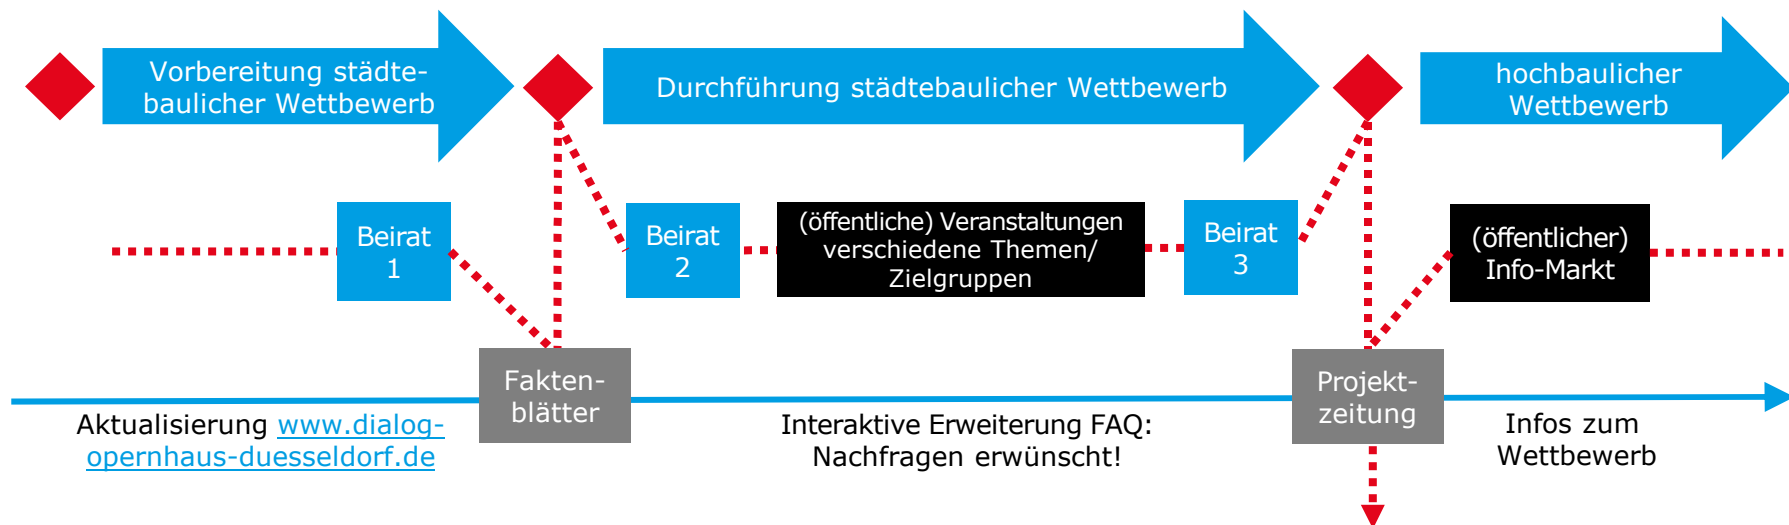 Vorbereitung städte-
baulicher Wettbewerb
Durchführung städtebaulicher Wettbewerb
hochbaulicher
Wettbewerb
Beirat
1
Beirat
2
(öffentliche) Veranstaltungen
verschiedene Themen/
Zielgruppen
Beirat
3
(öffentlicher)
Info-Markt
Fakten-
blätter
Projekt-
zeitung
Aktualisierung www.dialog-
opernhaus-duesseldorf.de
Interaktive Erweiterung FAQ:
Nachfragen erwünscht!
Infos zum
Wettbewerb